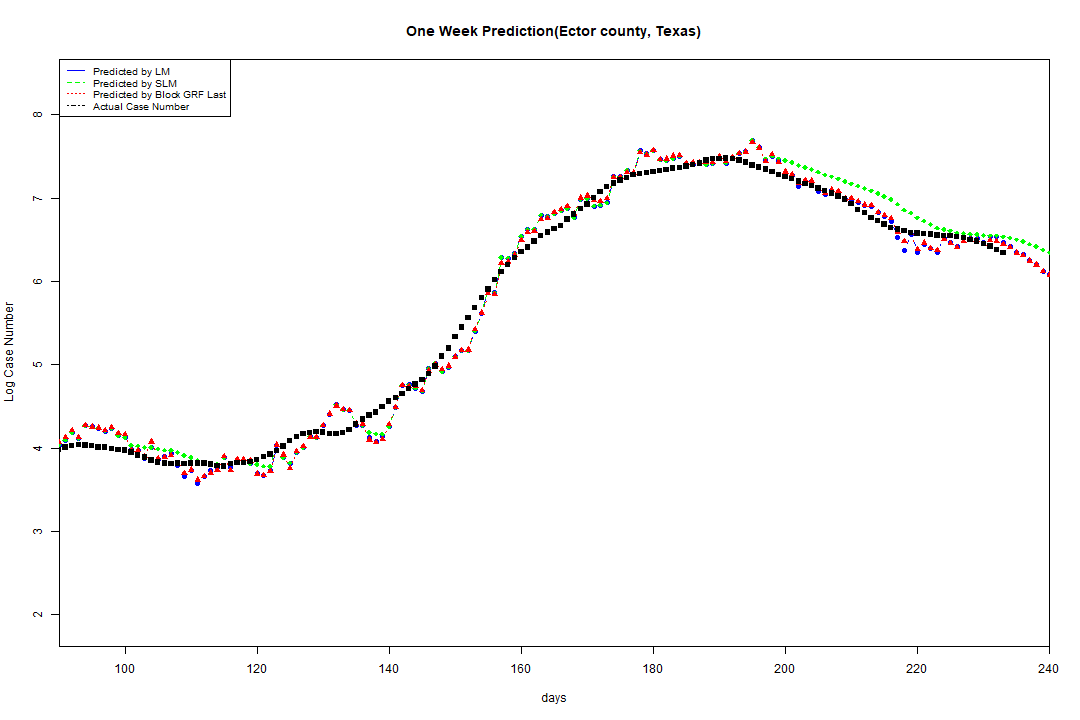 One Week Prediction(Ector county, Texas)
Predicted by LM
Predicted by SLM
Predicted by Block GRF Last
Actual Case Number
8
7
6
5
4
3
2
Log Case Number
100 120 140 160 180 200 220 240
days